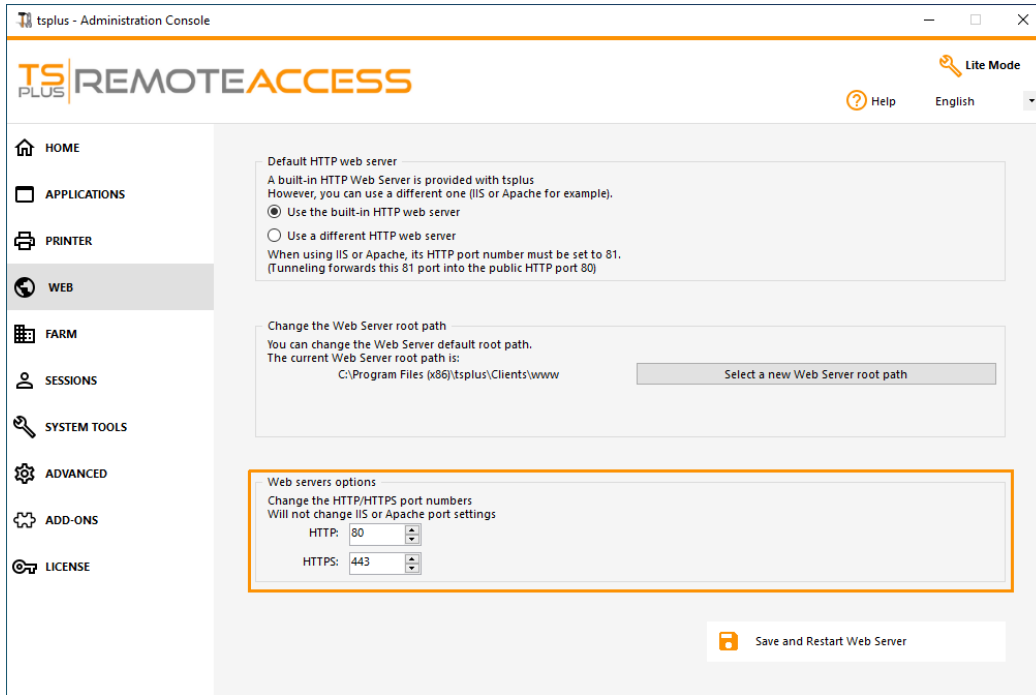 tsplus - Administration Console
TS PLUS REMOTEACCESS
Lite Mode
Help
English
HOME
APPLICATIONS
PRINTER
WEB
FARM
SESSIONS
SYSTEM TOOLS
ADVANCED
ADD-ONS
LICENSE
Default HTTP web server
A built-in HTTP Web Server is provided with tsplus
However, you can use a different one (IIS or Apache for example).
Use the built-in HTTP web server
Use a different HTTP web server
When using IIS or Apache, its HTTP port number must be set to 81.
(Tunneling forwards this 81 port into the public HTTP port 80)
Change the Web Server root path
You can change the Web Server default root path.
The current Web Server root path is:
C:\Program Files (x86)\tsplus\Clients\www
Select a new Web Server root path
Web servers options
Change the HTTP/HTTPS port numbers
Will not change IIS or Apache port settings
HTTP: 80
HTTPS: 443
Save and Restart Web Server